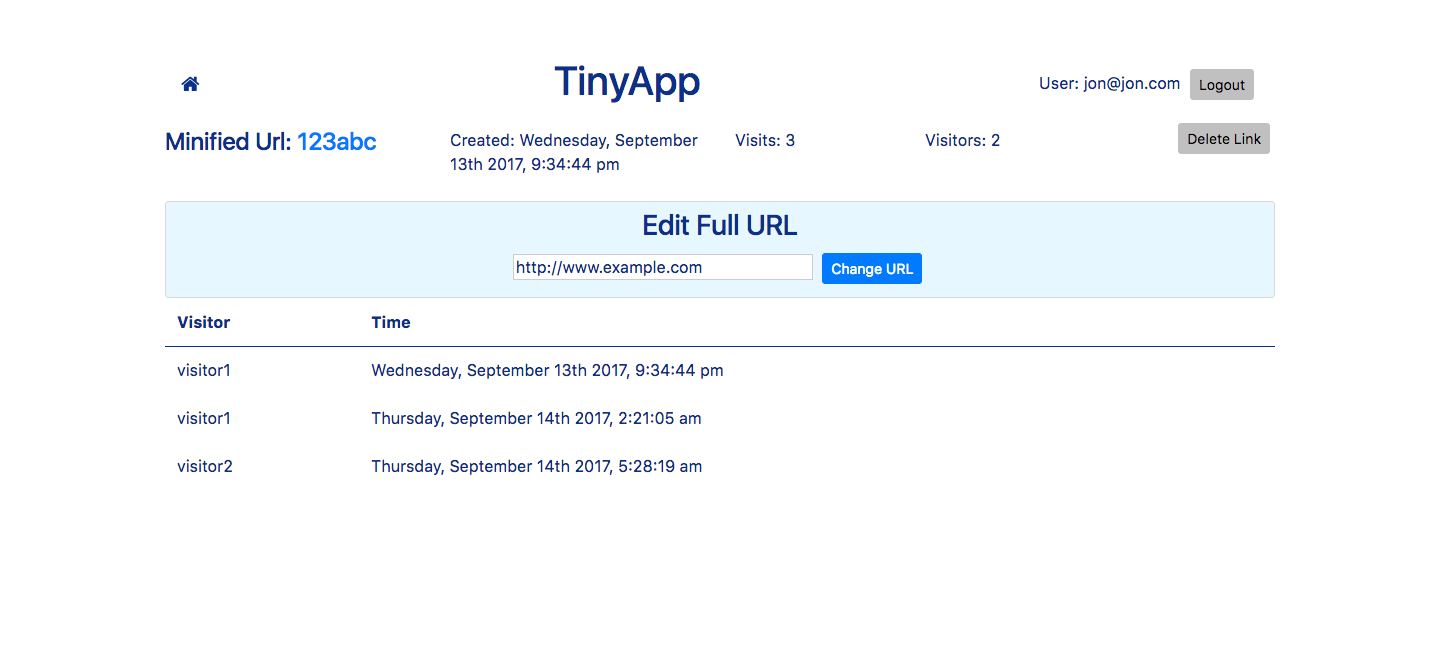 TinyApp
User: jon@jon.com
Logout
Minified Url: 123abc
Created: Wednesday, September
13th 2017, 9:34:44 pm
Visits: 3
Visitors: 2
Delete Link
Edit Full URL
http://www.example.com
Change URL
Visitor Time
visitor1 Wednesday, September 13th 2017, 9:34:44 pm
visitor1 Thursday, September 14th 2017, 2:21:05 am
visitor2 Thursday, September 14th 2017, 5:28:19 am